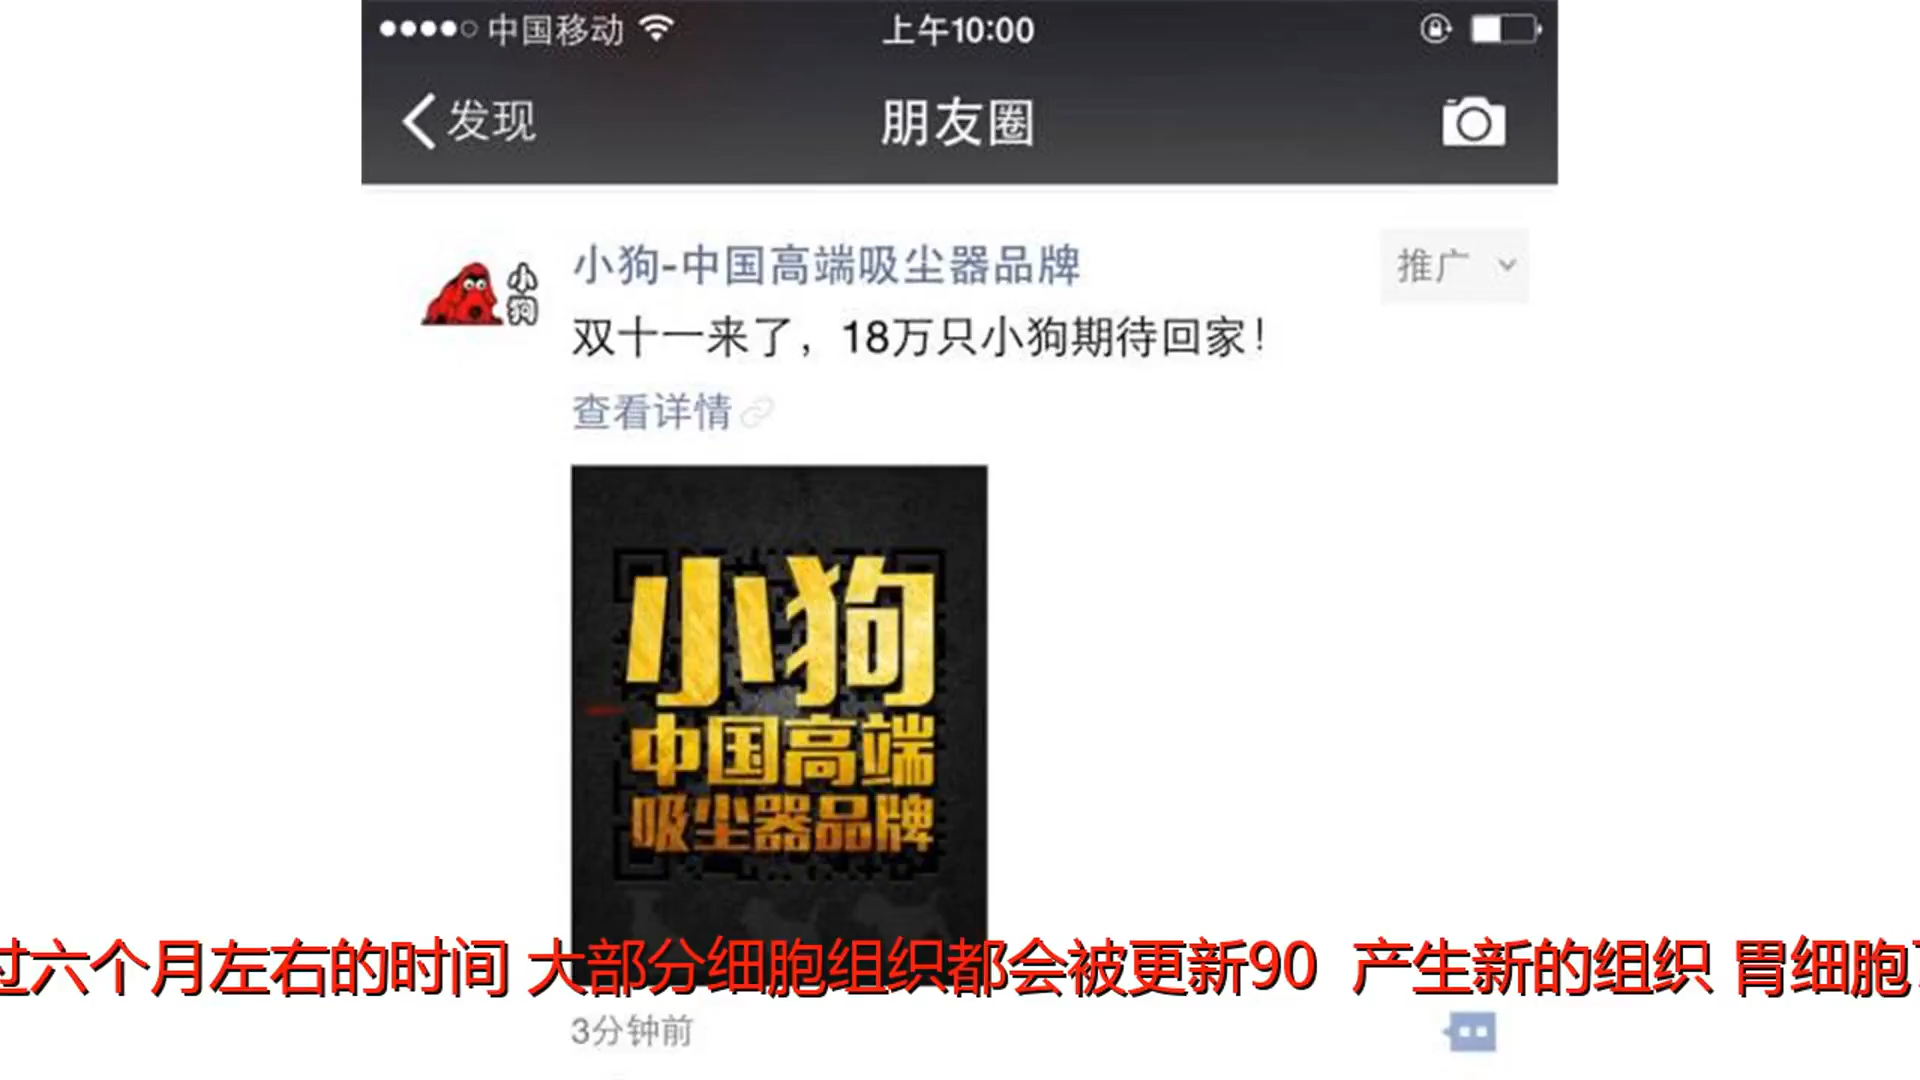 中国移动
上午10:00
发现
朋友圈
小狗
小狗-中国高端吸尘器品牌
推广
双十一来了，18万只小狗期待回家！
查看详情
小狗
中国高端
吸尘器品牌
过六个月左右的时间 大部分细胞组织都会被更新90 产生新的组织 胃细胞
3分钟前